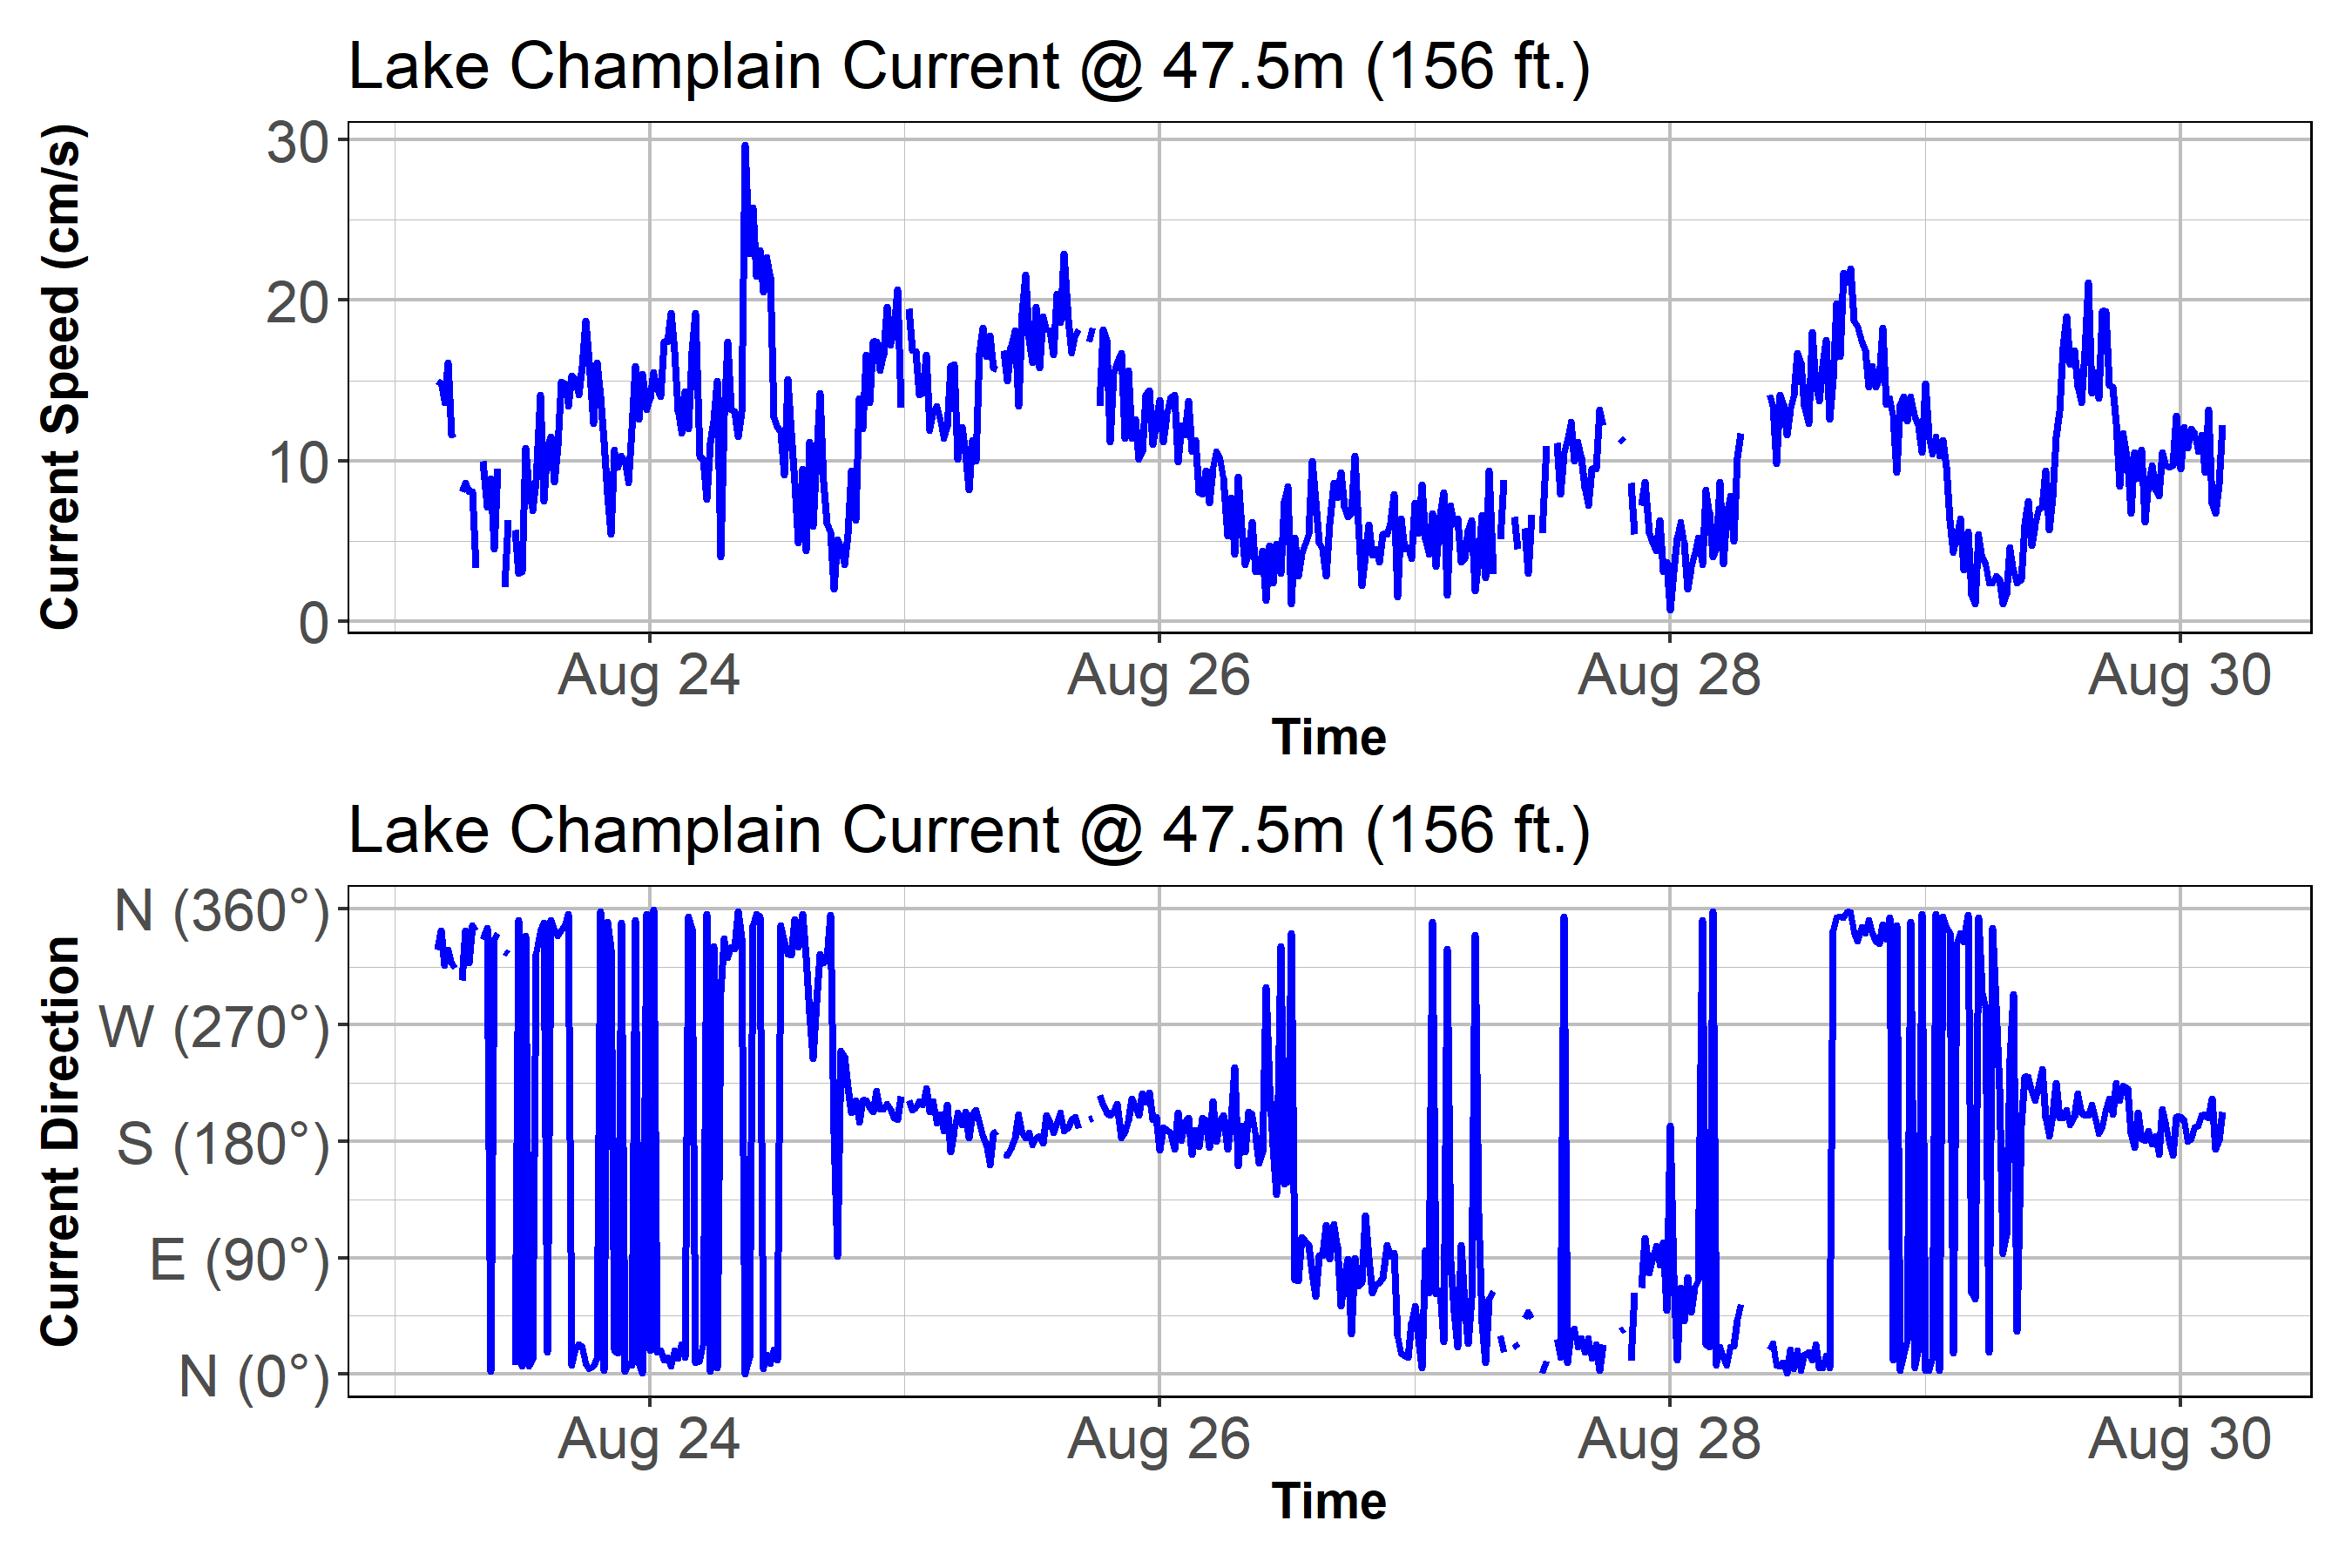 Lake Champlain Current @ 47.5m (156 ft.)
Current Speed (cm/s)
30
20
10
0
Aug 24 Aug 26 Aug 28 Aug 30
Time
Lake Champlain Current @ 47.5m (156 ft.)
Current Direction
N (360°)
W (270°)
S (180°)
E (90°)
N (0°)
Aug 24 Aug 26 Aug 28 Aug 30
Time